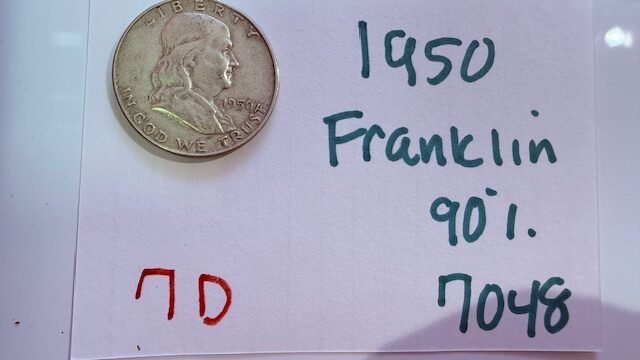 LIBERTY
1950
IN GOD WE TRUST
1950
Franklin
90%.
7048
7D